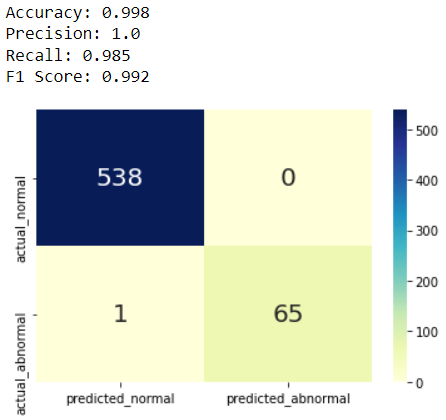 Accuracy: 0.998
Precision: 1.0
Recall: 0.985
F1 Score: 0.992
actual_normal
538
0
actual_abnormal
1
65
predicted_normal
predicted_abnormal
500
400
300
200
100
0